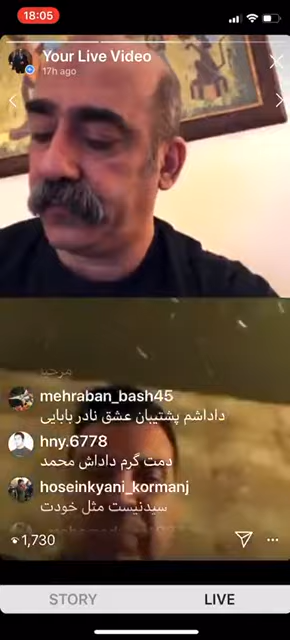 18:05
Your Live Video
17h ago
مرحید
mehraban_bash45
داداشم پشتیبان عشق نادر بابایی
hny.6778
دمت گرم داداش محمد
hoseinkyani_kormanj
سیدنیست مثل خودت
1,730
STORY
LIVE